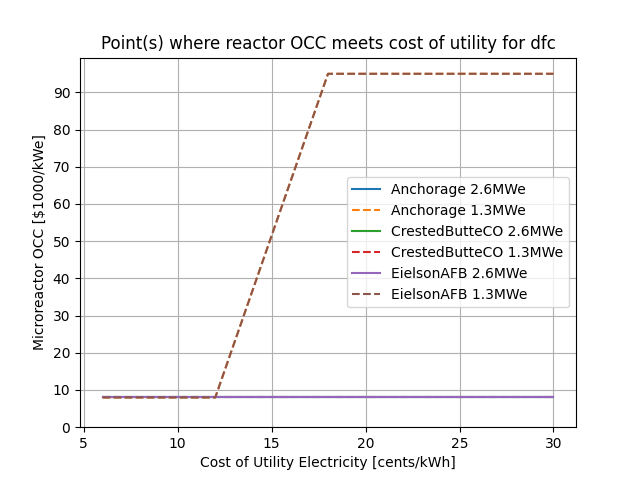 Point(s) where reactor OCC meets cost of utility for dfc
Microreactor OCC [$1000/kWe]
90
80
70
60
50
40
30
20
10
0
Anchorage 2.6MWe
Anchorage 1.3MWe
CrestedButteCO 2.6MWe
CrestedButteCO 1.3MWe
EielsonAFB 2.6MWe
EielsonAFB 1.3MWe
5 10 15 20 25 30
Cost of Utility Electricity [cents/kWh]